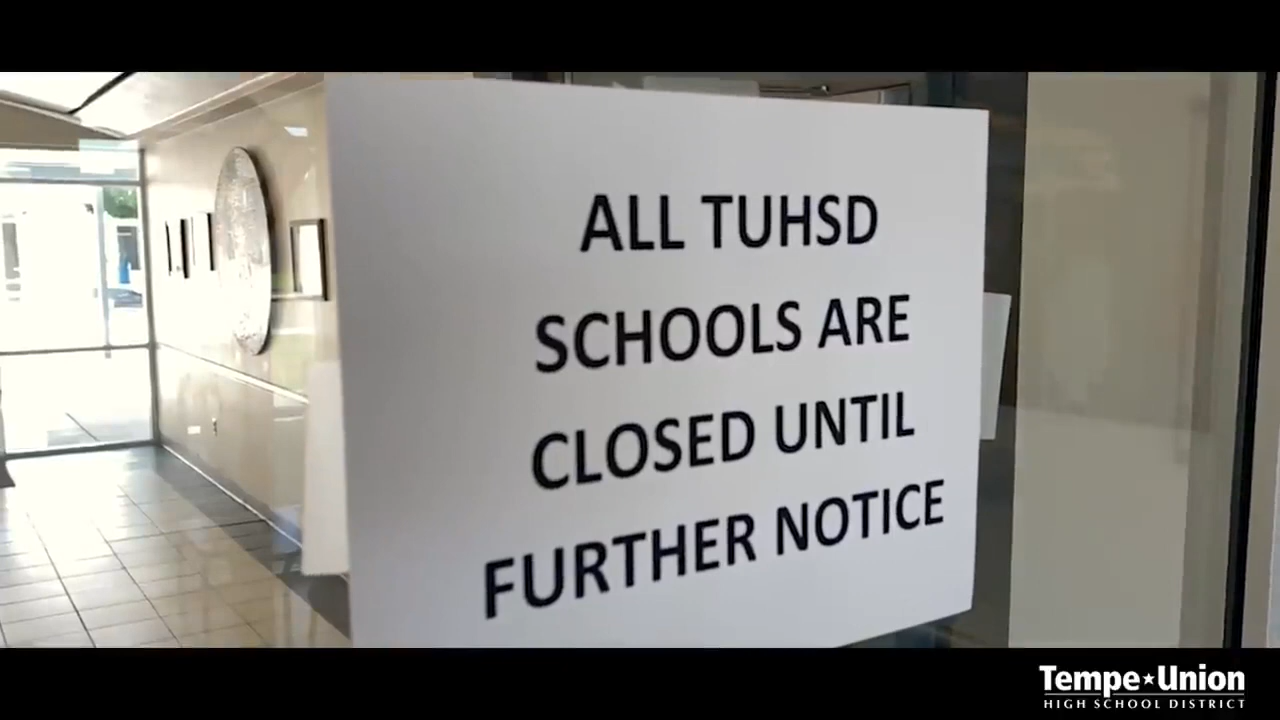 ALL TUHSD
SCHOOLS ARE
CLOSED UNTIL
FURTHER NOTICE
Tempe★Union
HIGH SCHOOL DISTRICT